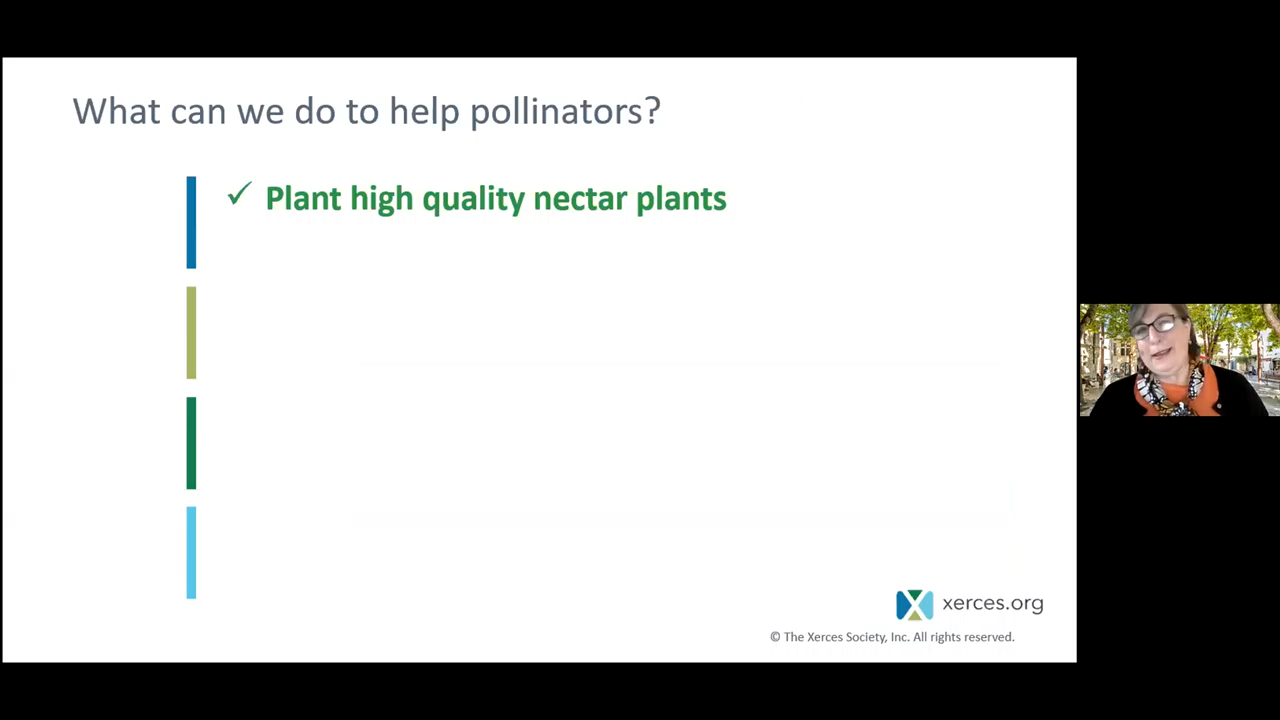 What can we do to help pollinators?
✓ Plant high quality nectar plants
xerces.org
© The Xerces Society, Inc. All rights reserved.